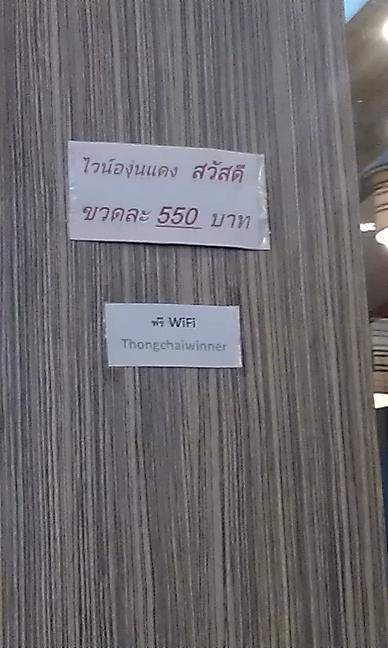 ไวน์องุ่นแดง สวัสดี
ขวดละ 550 บาท
ฟรี WiFi
Thongchaiwinner